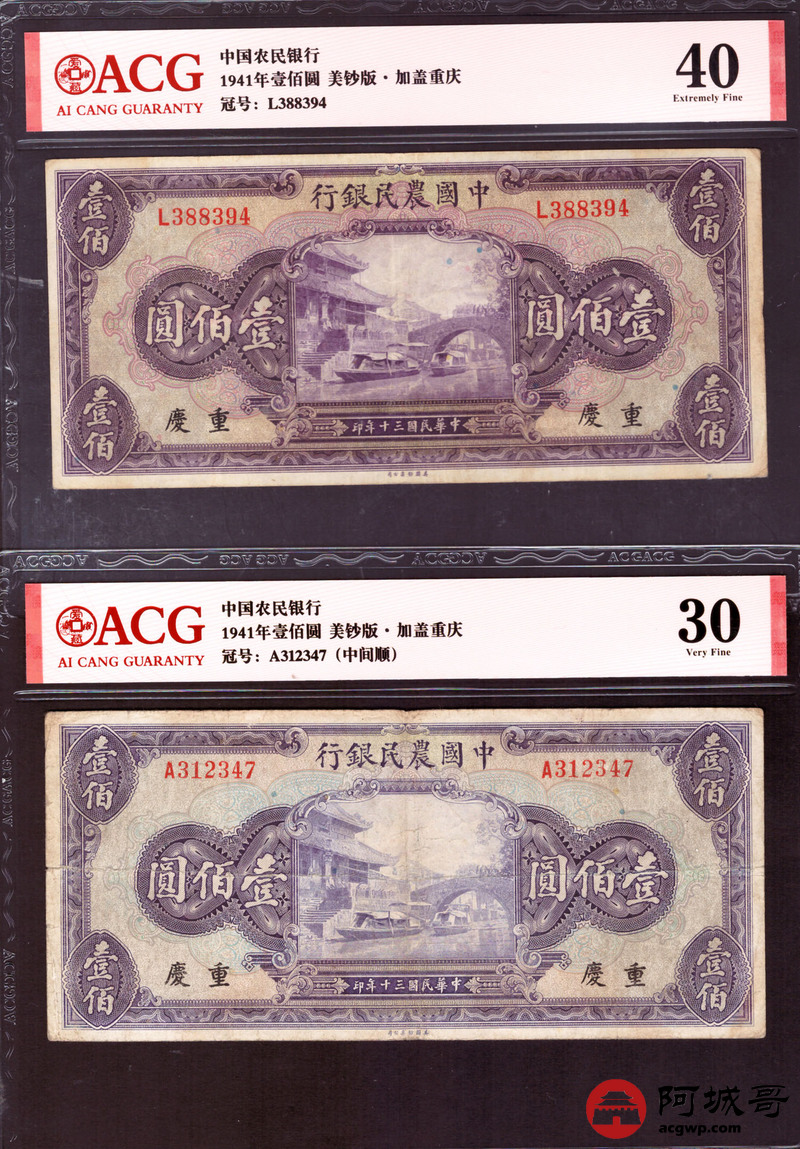 ACG
AI CANG GUARANTY
中国农民银行
1941年壹佰圆 美钞版·加盖重庆
冠号：L388394
40
Extremely Fine
行銀民農國中
L388394
L388394
壹佰
壹佰
圓佰壹
圓佰壹
壹佰
壹佰
慶 重
慶 重
印年十三國民華中
ACG
AI CANG GUARANTY
中国农民银行
1941年壹佰圆 美钞版·加盖重庆
冠号：A312347（中间顺）
30
Very Fine
行銀民農國中
A312347
A312347
壹佰
壹佰
圓佰壹
圓佰壹
壹佰
壹佰
慶 重
慶 重
印年十三國民華中
阿城哥
acgwp.com